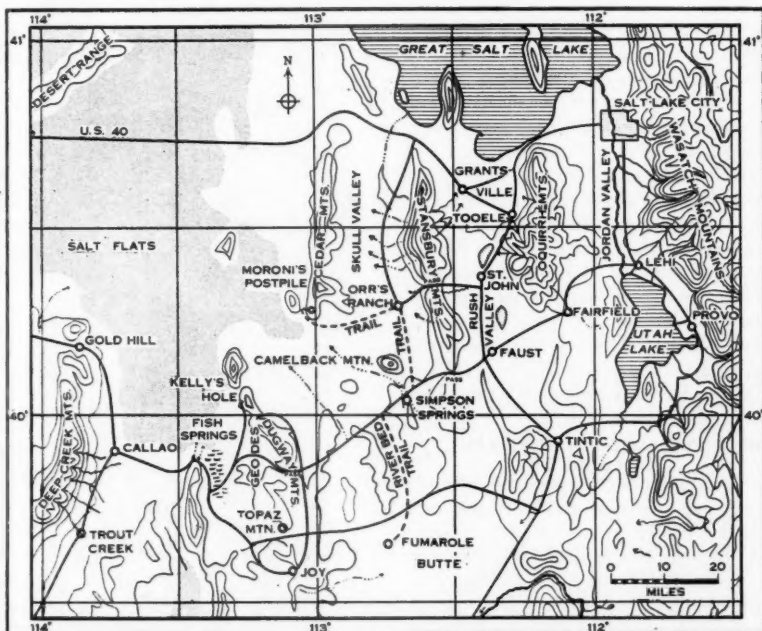 114°
113°
112°
41°
41°
DESERT RANGE
N
GREAT SALT LAKE
U.S. 40
SALT LAKE CITY
WASATCH MOUNTAINS
GRANTS
VILLE
TOOELE
SKULL VALLEY
CEDAR MTS.
STANSBURY MTS.
OQUIRRH MTS.
JORDAN VALLEY
SALT FLATS
MORONI'S
POSTPILE
ORR'S
RANCH
ST.
JOHN
LEHI
TRAIL
TRAIL
RUSH
VALLEY
FAIRFIELD
PROVO
UTAH
LAKE
GOLD HILL
CAMELBACK MTN.
FAUST
PASS
KELLY'S
HOLE
40°
40°
SIMPSON
SPRINGS
FISH
SPRINGS
GEODES
DUGWAY MTS.
DEEP CREEK MTS.
CALLAO
RIVER BED
TRAIL
TINTIC
TOPAZ
MTN.
TROUT
CREEK
FUMAROLE
BUTTE
JOY
0 10 20
MILES
114°
113°
112°